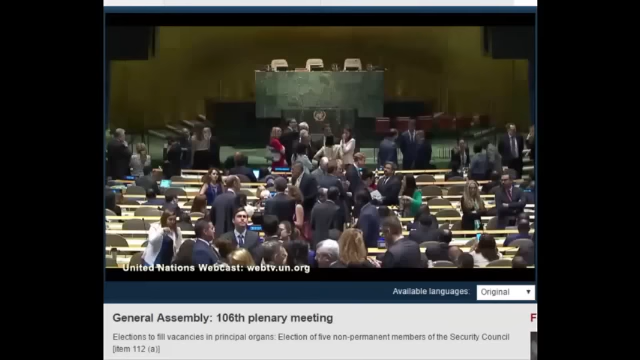 United Nations Webcast: webtv.un.org
Available languages: Original
General Assembly: 106th plenary meeting
Elections to fill vacancies in principal organs: Election of five non-permanent members of the Security Council
[item 112 (a)]
F